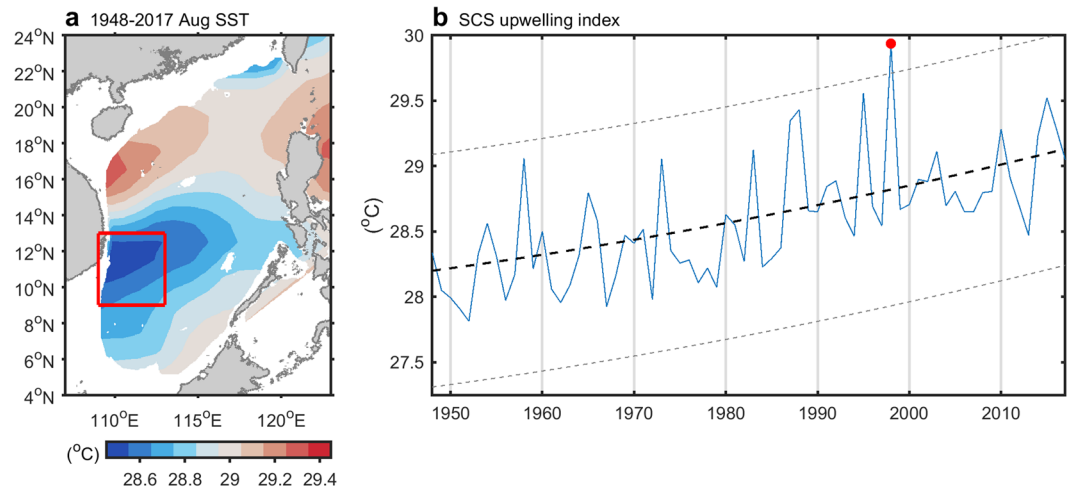 a 1948-2017 Aug SST
24°N
22°N
20°N
18°N
16°N
14°N
12°N
10°N
8°N
6°N
4°N
110°E 115°E 120°E
(°C)
28.6 28.8 29 29.2 29.4
b SCS upwelling index
30
29.5
29
28.5
28
27.5
(°C)
1950 1960 1970 1980 1990 2000 2010